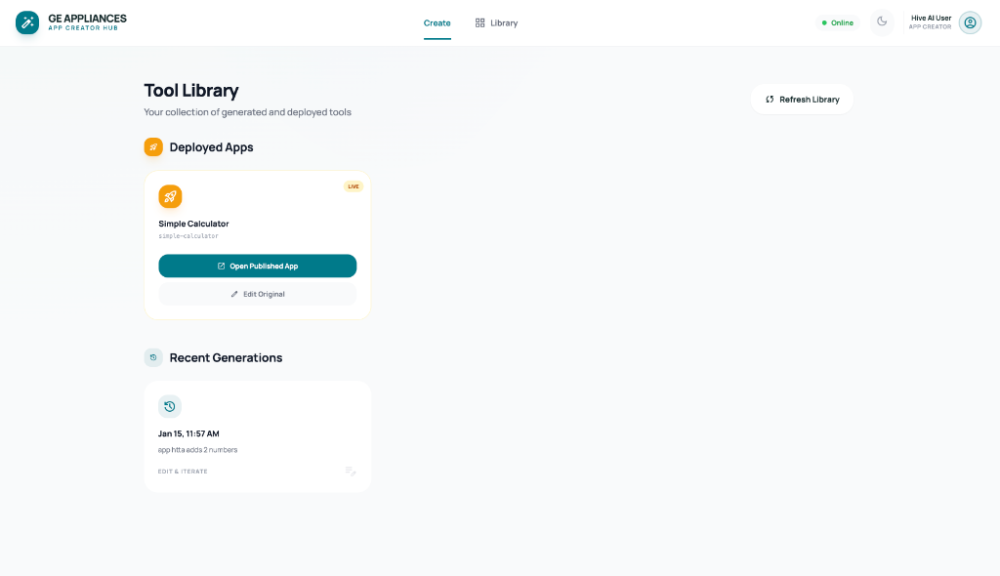 GE APPLIANCES
APP CREATOR HUB
Create
Library
Online
Hive AI User
APP CREATOR
Tool Library
Your collection of generated and deployed tools
Refresh Library
Deployed Apps
LIVE
Simple Calculator
simple-calculator
Open Published App
Edit Original
Recent Generations
Jan 15, 11:57 AM
app htta adds 2 numbers
EDIT & ITERATE